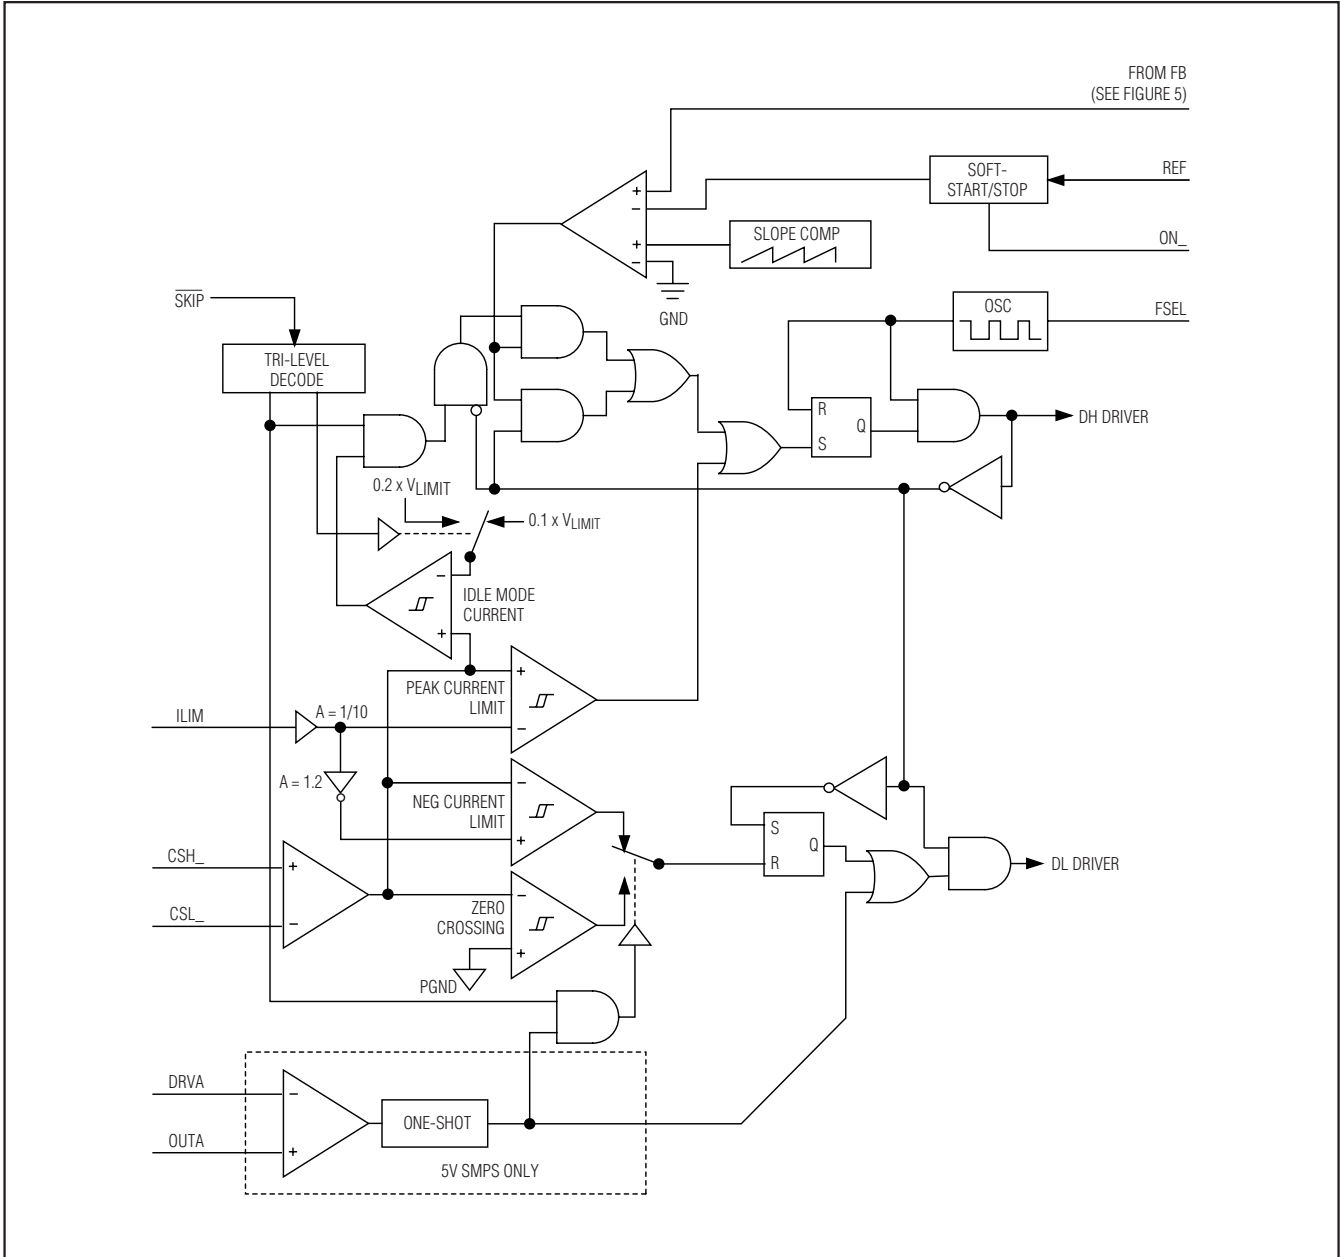 FROM FB
(SEE FIGURE 5)
SOFT-
START/STOP
REF
ON_
+
−
+
−
SLOPE COMP
GND
SKIP
TRI-LEVEL
DECODE
OSC
FSEL
R
S
Q
DH DRIVER
0.2 x VLIMIT
0.1 x VLIMIT
−
+
IDLE MODE
CURRENT
PEAK CURRENT
LIMIT
+
−
ILIM
A = 1/10
A = 1.2
NEG CURRENT
LIMIT
−
+
S
R
Q
DL DRIVER
CSH_
CSL_
+
−
ZERO
CROSSING
−
+
PGND
DRVA
OUTA
−
+
ONE-SHOT
5V SMPS ONLY